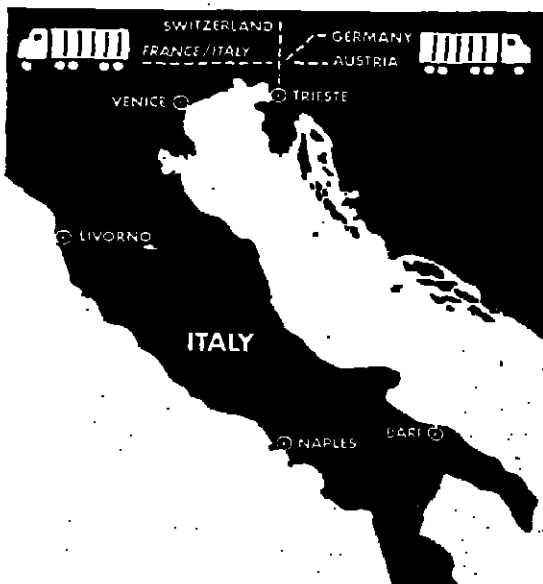 SWITZERLAND
FRANCE/ITALY
GERMANY
AUSTRIA
VENICE
TRIESTE
LIVORNO
ITALY
NAPLES
BARI